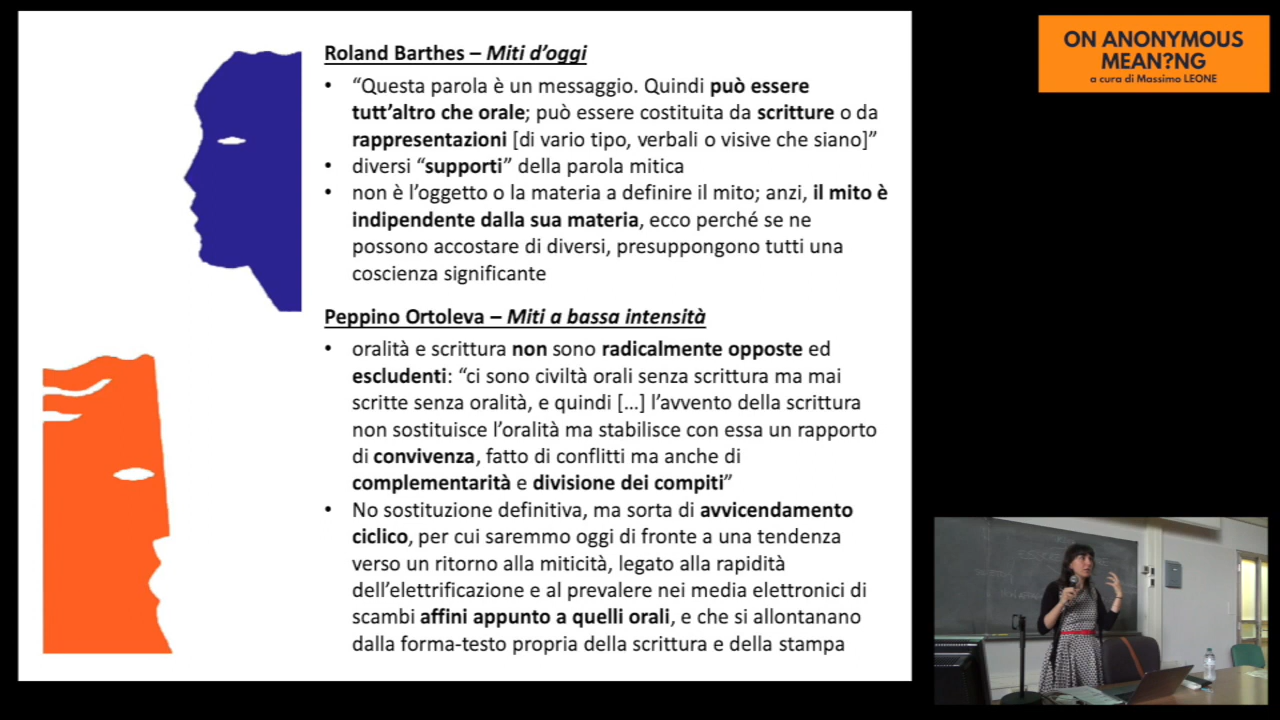 Roland Barthes – Miti d'oggi
• "Questa parola è un messaggio. Quindi può essere
tutt'altro che orale; può essere costituita da scritture o da
rappresentazioni [di vario tipo, verbali o visive che siano]"
• diversi "supporti" della parola mitica
• non è l'oggetto o la materia a definire il mito; anzi, il mito è
indipendente dalla sua materia, ecco perché se ne
possono accostare di diversi, presuppongono tutti una
coscienza significante
Peppino Ortoleva – Miti a bassa intensità
• oralità e scrittura non sono radicalmente opposte ed
escludenti: "ci sono civiltà orali senza scrittura ma mai
scritte senza oralità, e quindi […] l'avvento della scrittura
non sostituisce l'oralità ma stabilisce con essa un rapporto
di convivenza, fatto di conflitti ma anche di
complementarità e divisione dei compiti"
• No sostituzione definitiva, ma sorta di avvicendamento
ciclico, per cui saremmo oggi di fronte a una tendenza
verso un ritorno alla miticità, legato alla rapidità
dell'elettrificazione e al prevalere nei media elettronici di
scambi affini appunto a quelli orali, e che si allontanano
dalla forma-testo propria della scrittura e della stampa
ON ANONYMOUS
MEAN?NG
a cura di Massimo LEONE